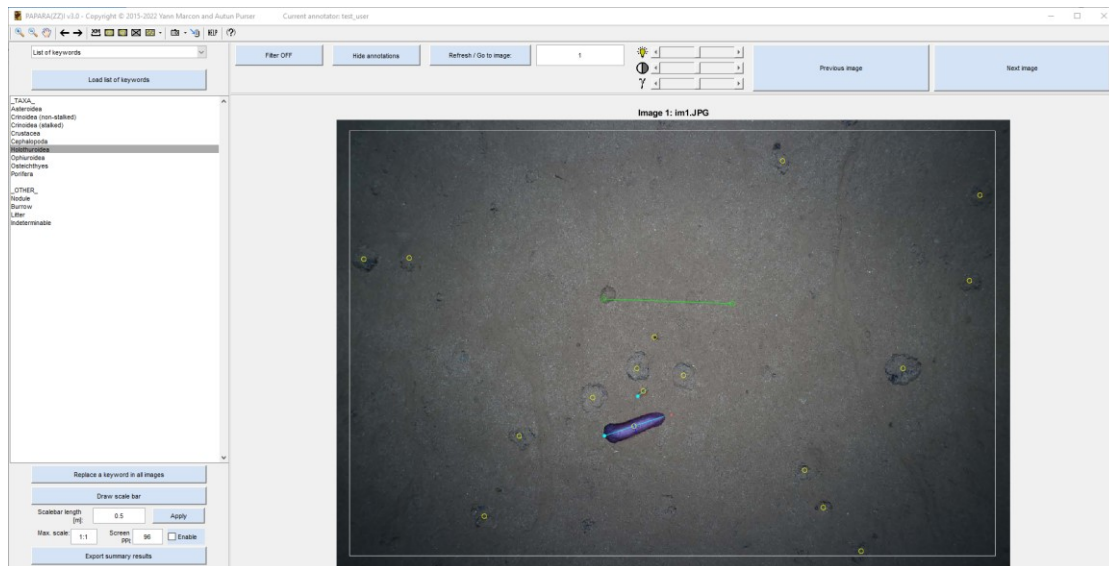 PAPARA(ZZ)I v3.0 - Copyright © 2015-2022 Yann Marcon and Autun Purser
Current annotator: test_user
HELP
List of keywords
Load list of keywords
Filter OFF
Hide annotations
Refresh / Go to image:
1
Previous image
Next image
_TAXA_
Asteroidea
Crinoidea (non-stalked)
Crinoidea (stalked)
Crustacea
Cephalopoda
Holothuroidea
Ophiuroidea
Osteichthyes
Porifera
_OTHER_
Nodule
Burrow
Litter
Indeterminable
Image 1: im1.JPG
Replace a keyword in all images
Draw scale bar
Scalebar length [m]:
0.5
Apply
Max. scale:
1:1
Screen PPI:
96
Enable
Export summary results